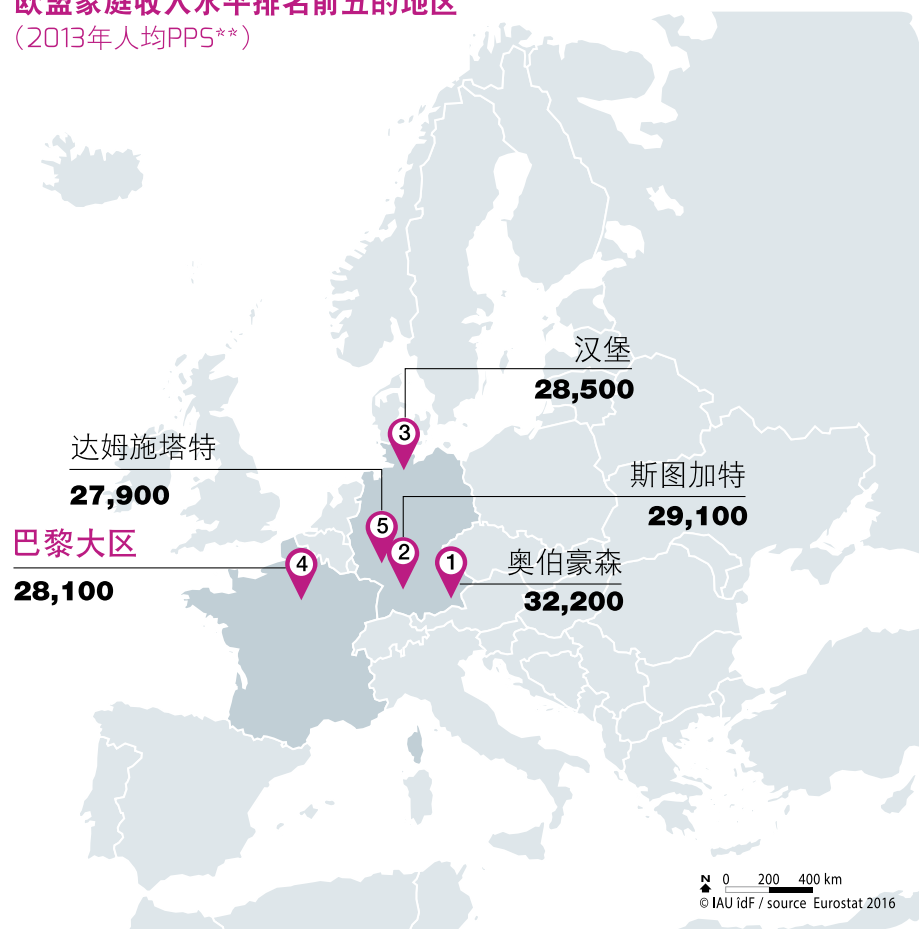 欧盟家庭收入水平排名前五的地区
（2013年人均PPS**）
汉堡
28,500
达姆施塔特
27,900
斯图加特
29,100
巴黎大区
28,100
奥伯豪森
32,200
3
5
2
1
4
N 0 200 400 km
© IAU îdF / source Eurostat 2016